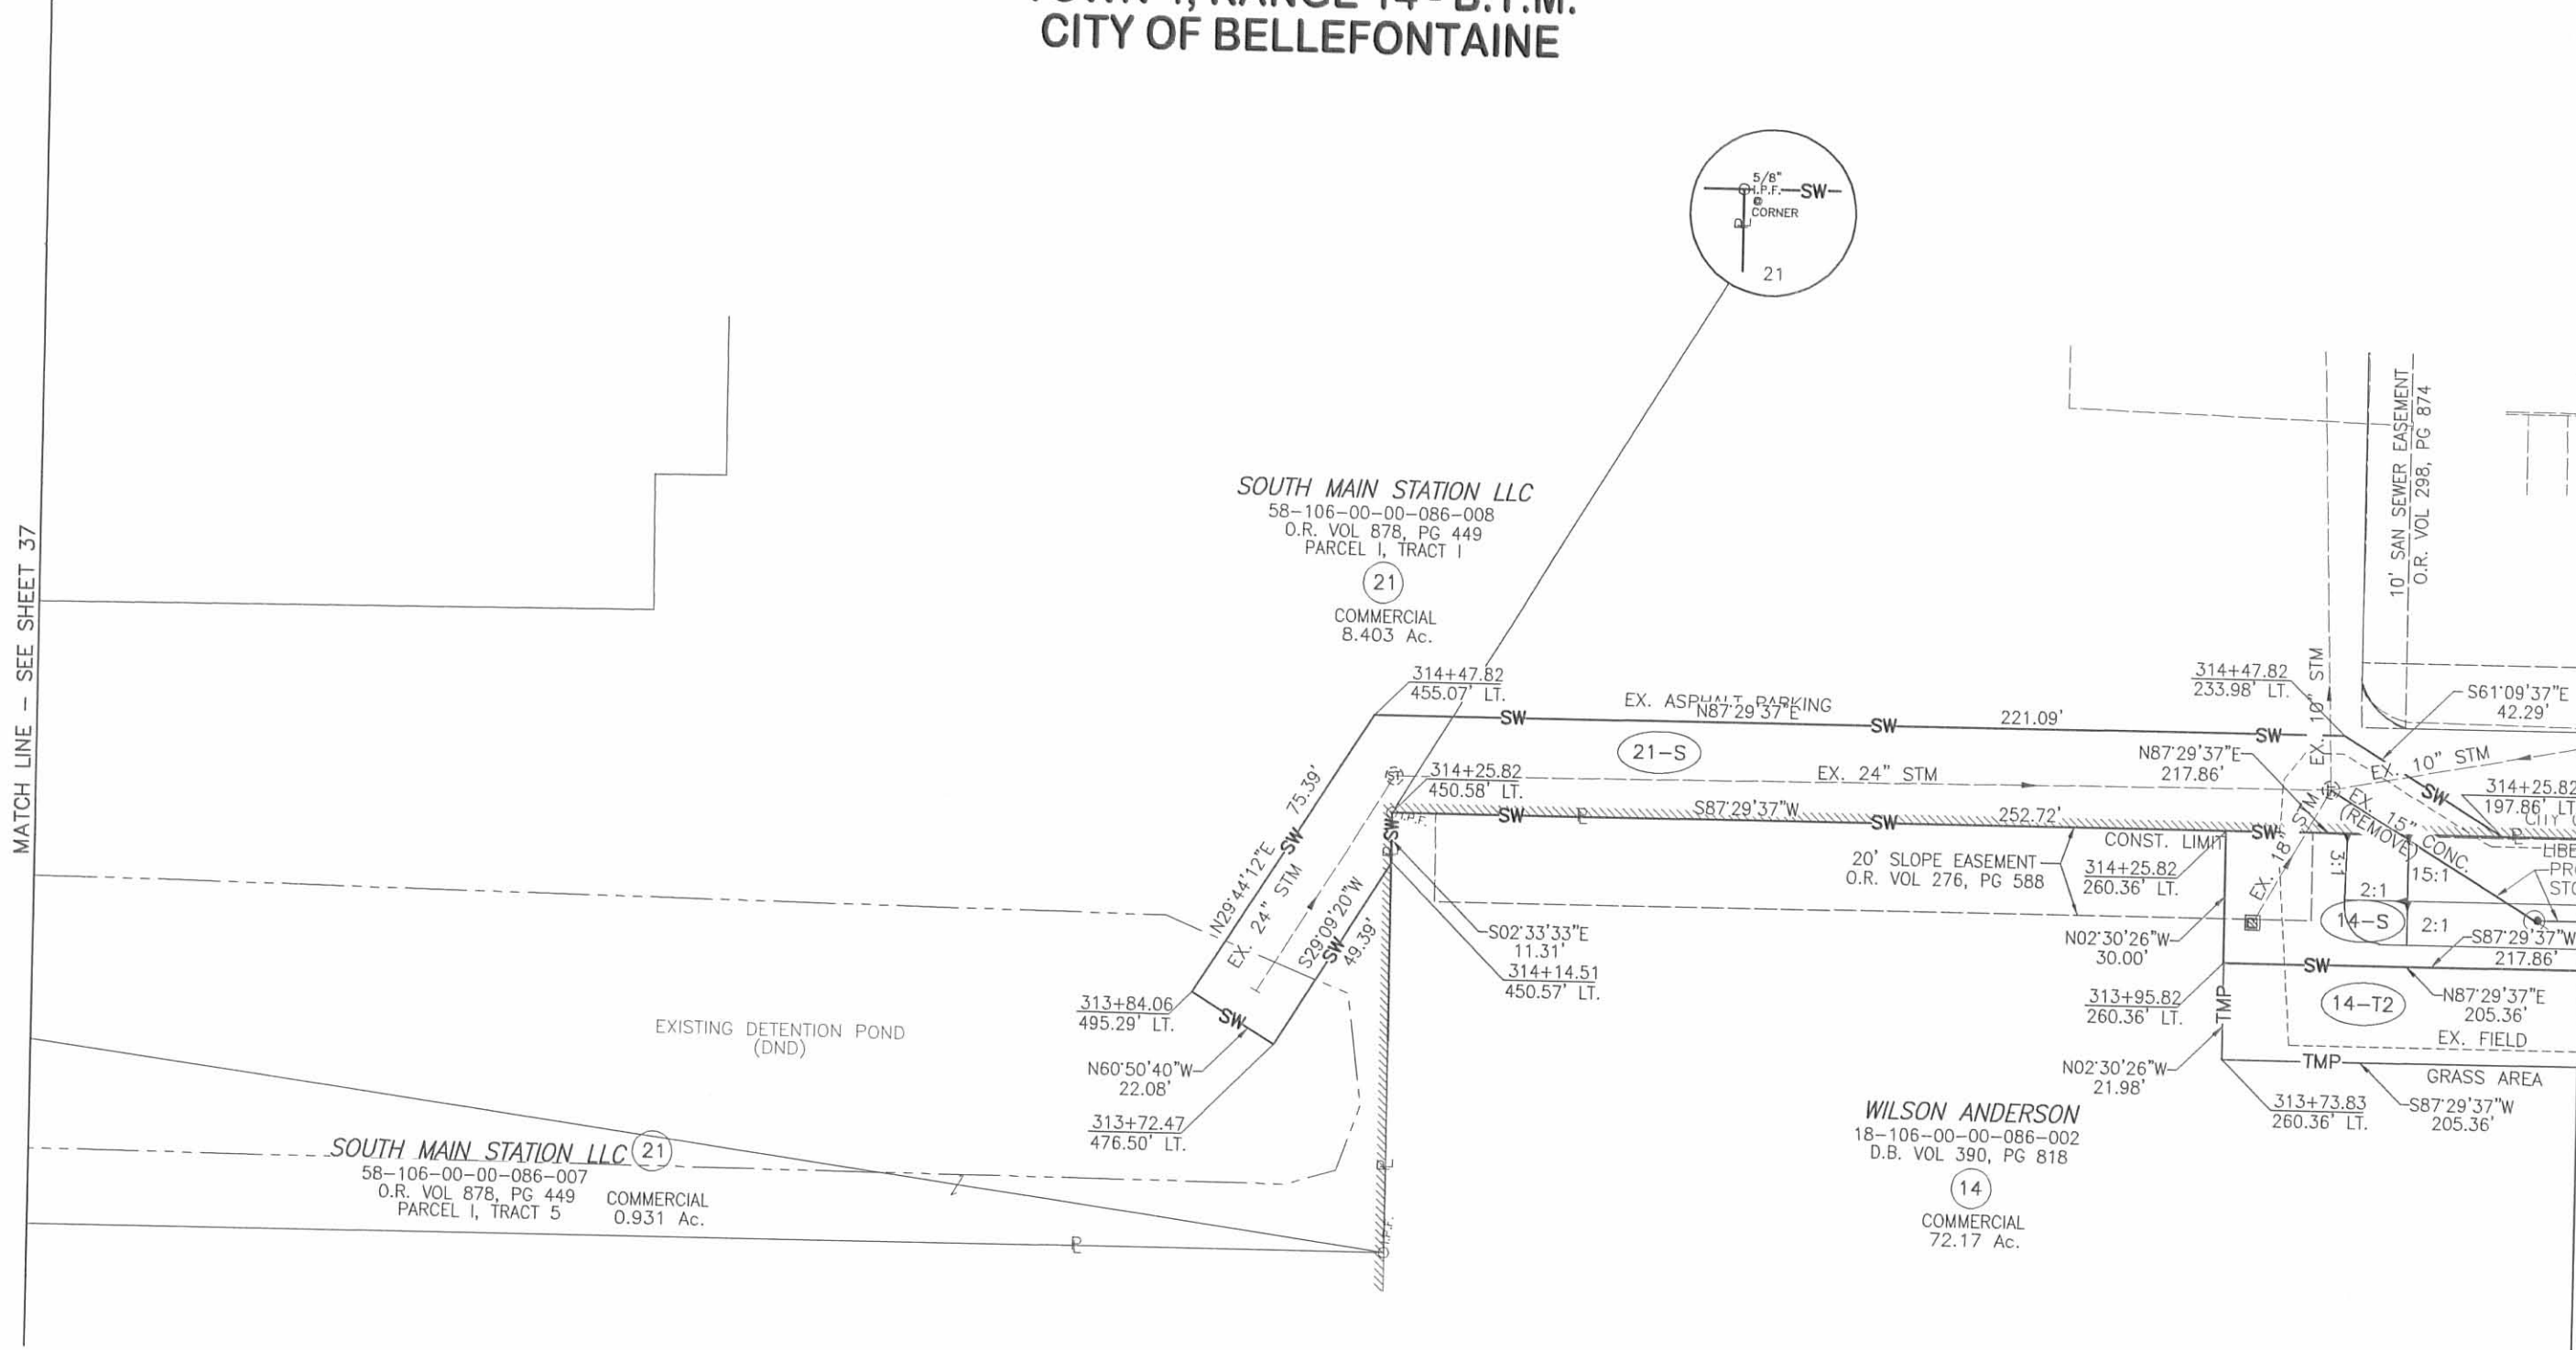 CITY OF BELLEFONTAINE
5/8"
I.P.F. SW
@
CORNER
21
MATCH LINE - SEE SHEET 37
SOUTH MAIN STATION LLC
58-106-00-00-086-008
O.R. VOL 878, PG 449
PARCEL I, TRACT I
21
COMMERCIAL
8.403 Ac.
10' SAN SEWER EASEMENT
O.R. VOL 298, PG 874
314+47.82
455.07' LT.
EX. ASPHALT PARKING
N87°29'37"E
221.09'
SW
SW
SW
314+47.82
233.98' LT.
EX. 10" STM
S61°09'37"E
42.29'
21-S
N87°29'37"E
217.86'
EX. 10" STM
314+25.82
450.58' LT.
EX. 24" STM
314+25.82
197.86' LT.
SW
I.P.F.
SW
SW
S87°29'37"W
SW
252.72'
SW
EX. 15" CONC.
(REMOVE)
CONST. LIMIT
20' SLOPE EASEMENT
O.R. VOL 276, PG 588
314+25.82
260.36' LT.
EX. 18" STM
3:1
15:1
2:1
14-S
2:1
N29°44'12"E
SW
75.39'
EX. 24" STM
S29°09'20"W
SW
49.39'
S02°33'33"E
11.31'
314+14.51
450.57' LT.
N02°30'26"W
30.00'
S87°29'37"W
217.86'
SW
313+95.82
260.36' LT.
TMP
14-T2
N87°29'37"E
205.36'
EX. FIELD
313+84.06
495.29' LT.
SW
EXISTING DETENTION POND
(DND)
N60°50'40"W
22.08'
N02°30'26"W
21.98'
TMP
GRASS AREA
313+73.83
260.36' LT.
S87°29'37"W
205.36'
313+72.47
476.50' LT.
WILSON ANDERSON
18-106-00-00-086-002
D.B. VOL 390, PG 818
14
COMMERCIAL
72.17 Ac.
SOUTH MAIN STATION LLC 21
58-106-00-00-086-007
O.R. VOL 878, PG 449
PARCEL I, TRACT 5
COMMERCIAL
0.931 Ac.
I.P.F.